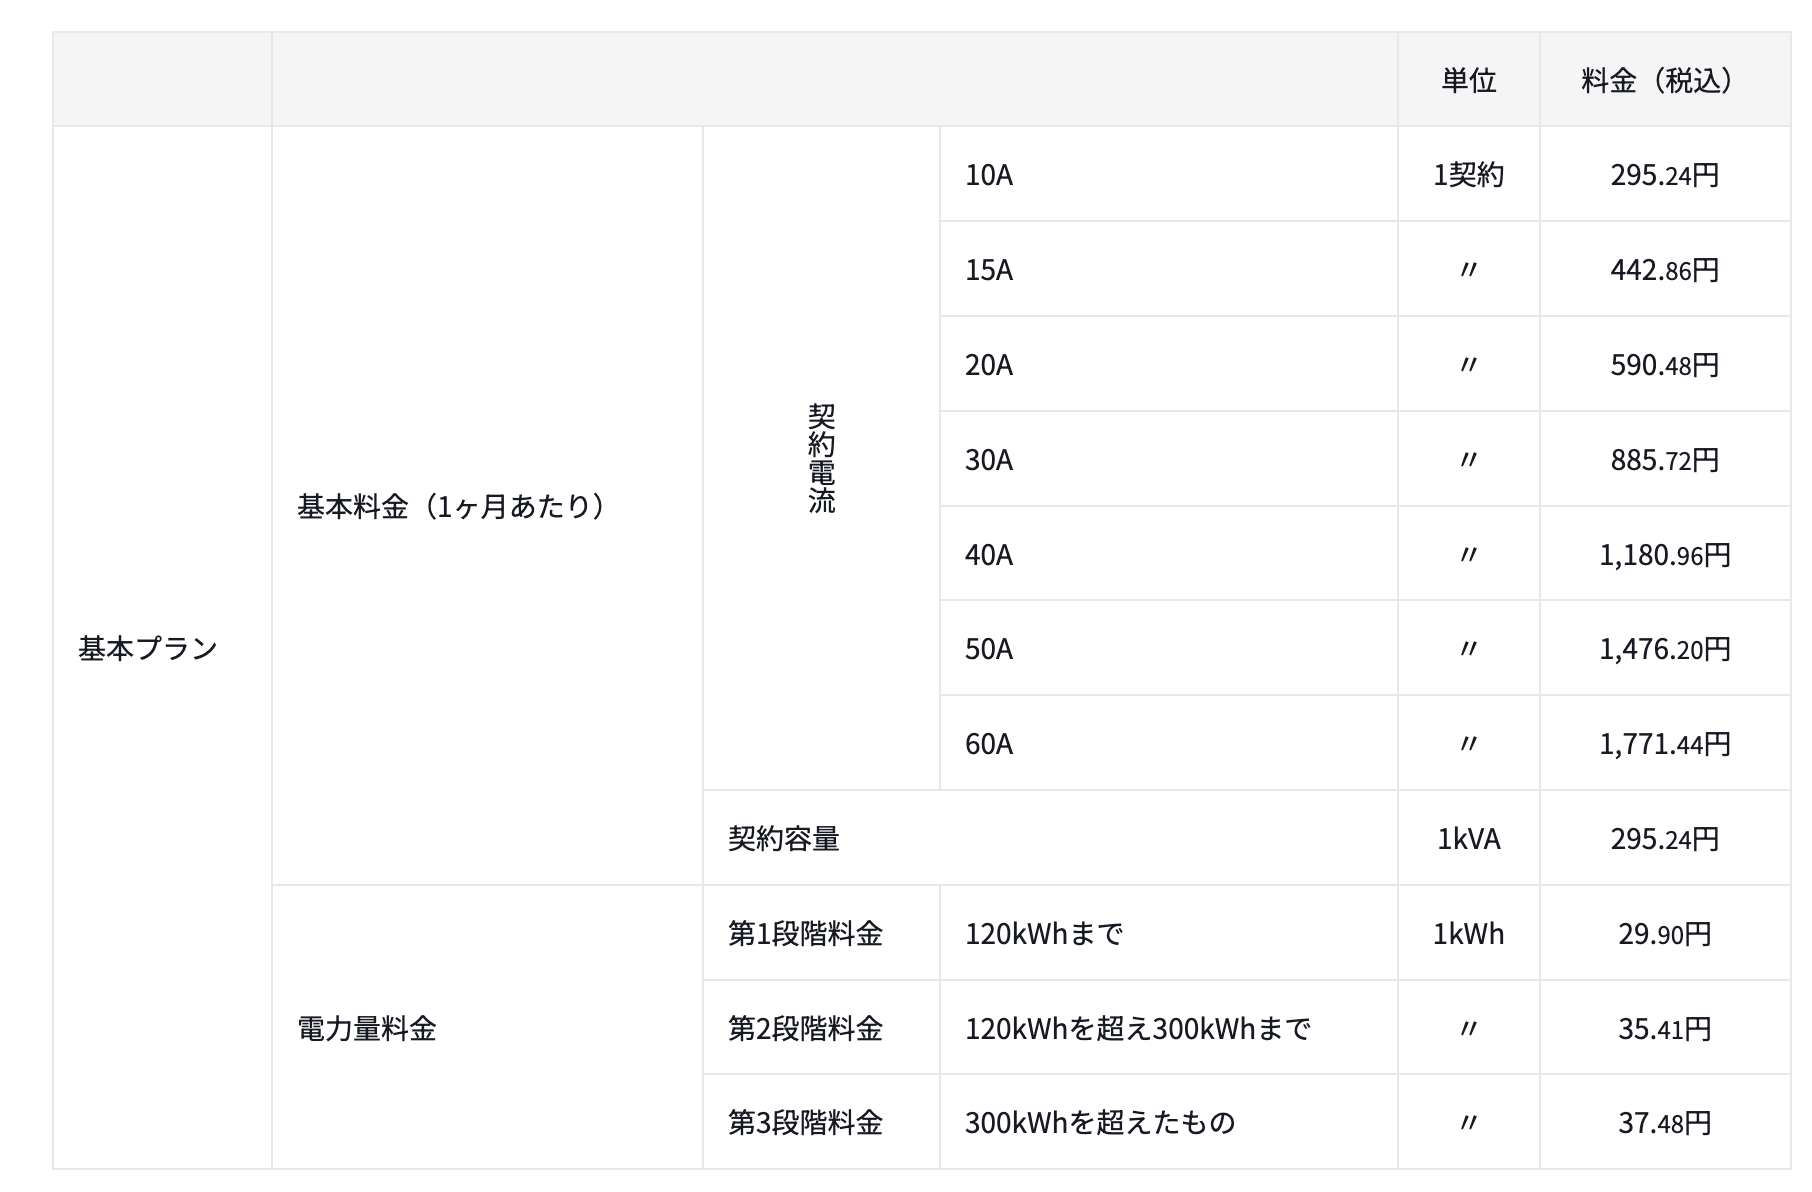 単位 料金（税込）
基本プラン
基本料金（1ヶ月あたり）
契約電流
10A 1契約 295.24円
15A 〃 442.86円
20A 〃 590.48円
30A 〃 885.72円
40A 〃 1,180.96円
50A 〃 1,476.20円
60A 〃 1,771.44円
契約容量 1kVA 295.24円
電力量料金
第1段階料金 120kWhまで 1kWh 29.90円
第2段階料金 120kWhを超え300kWhまで 〃 35.41円
第3段階料金 300kWhを超えたもの 〃 37.48円